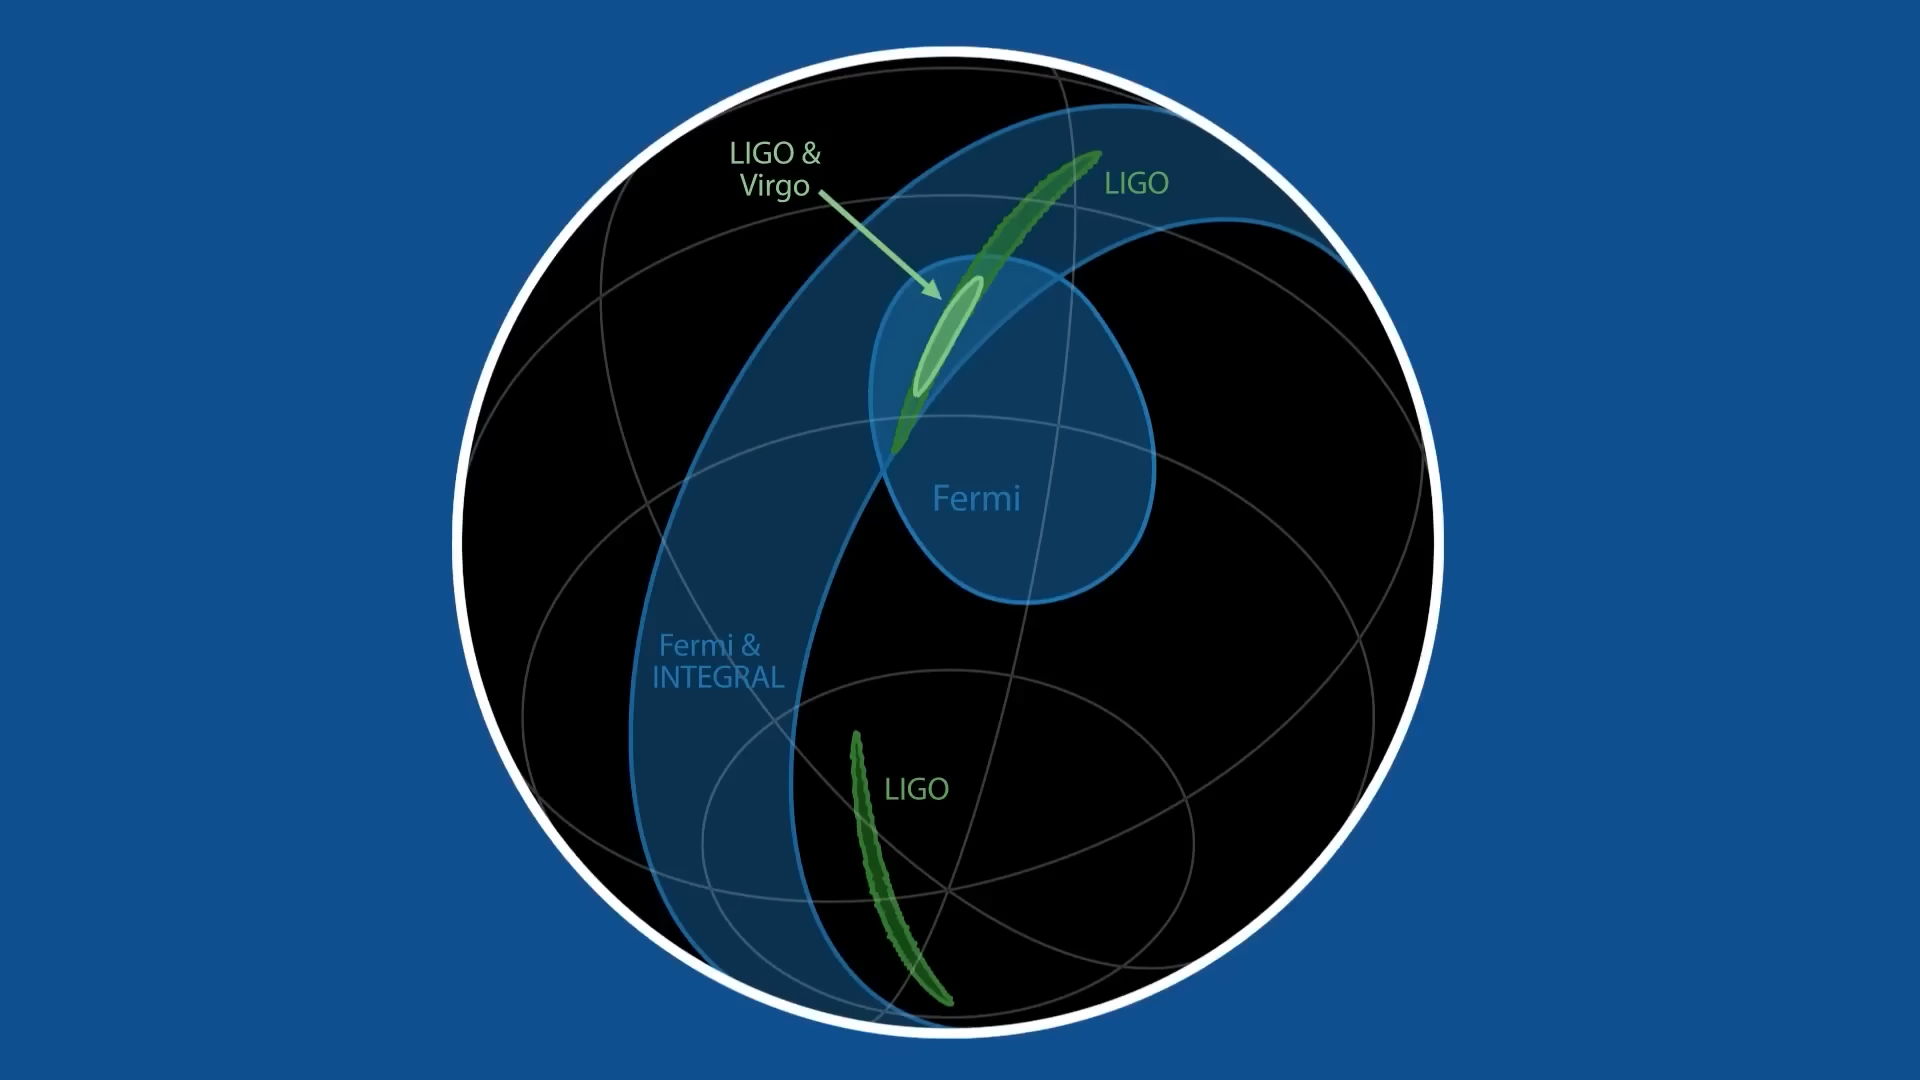 LIGO &
Virgo
LIGO
Fermi
Fermi &
INTEGRAL
LIGO